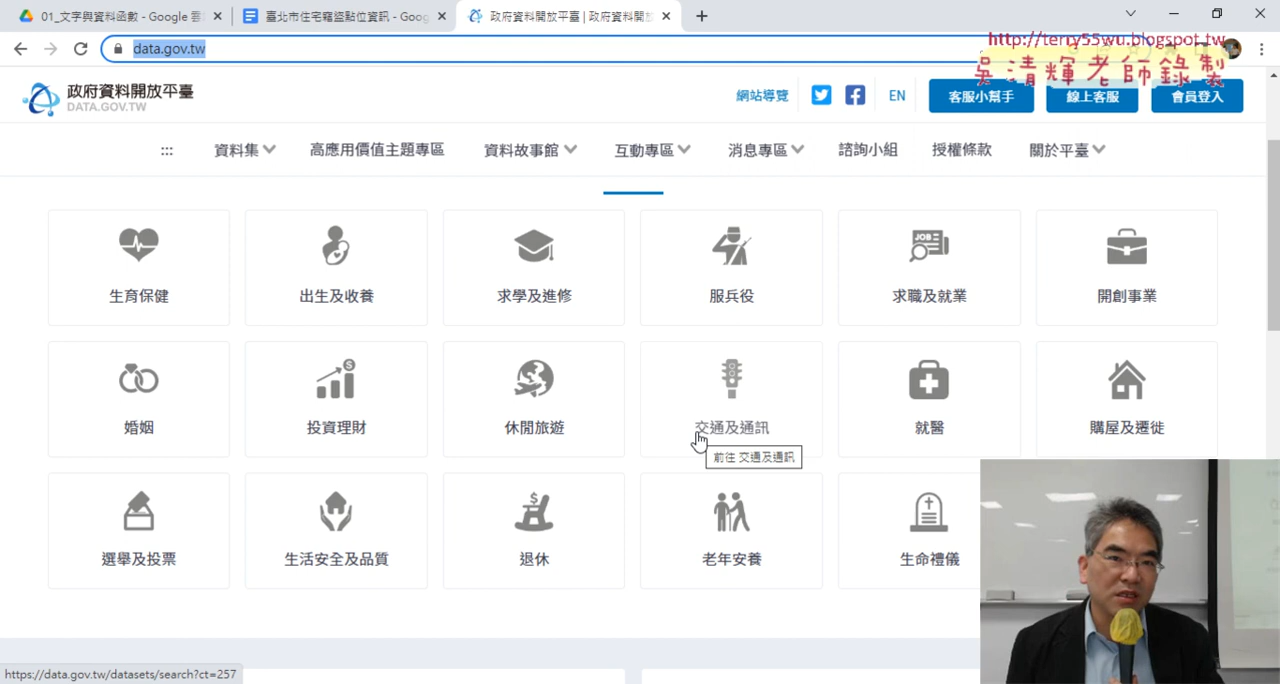 01_文字與資料函數 - Google 雲
臺北市住宅竊盜點位資訊 - Goog
政府資料開放平臺 | 政府資料開放
data.gov.tw
http://terry55wu.blogspot.tw
吳清輝老師錄製
政府資料開放平臺
DATA.GOV.TW
網站導覽
EN
客服小幫手
線上客服
會員登入
資料集
高應用價值主題專區
資料故事館
互動專區
消息專區
諮詢小組
授權條款
關於平臺
生育保健
出生及收養
求學及進修
服兵役
JOB
求職及就業
開創事業
婚姻
投資理財
休閒旅遊
交通及通訊
就醫
購屋及遷徙
前往 交通及通訊
選舉及投票
生活安全及品質
退休
老年安養
生命禮儀
https://data.gov.tw/datasets/search?ct=257